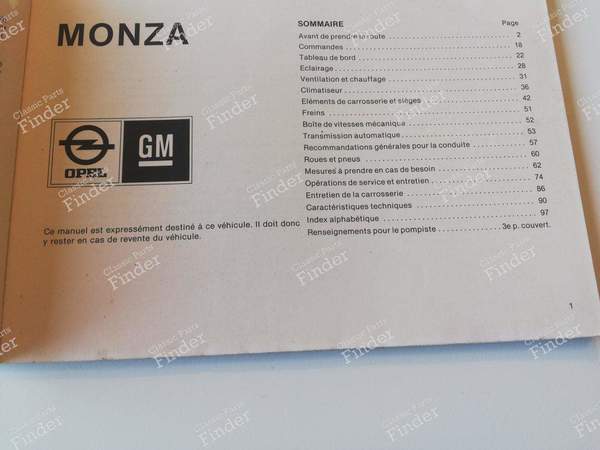 MONZA
OPEL
GM
Ce manuel est expressément destiné à ce véhicule. Il doit donc
y rester en cas de revente du véhicule.
SOMMAIRE Page
Avant de prendre la route 2
Commandes 18
Tableau de bord 22
Eclairage 28
Ventilation et chauffage 31
Climatiseur 36
Eléments de carrosserie et sièges 42
Freins 51
Boîte de vitesses mécanique 52
Transmission automatique 53
Recommandations générales pour la conduite 57
Roues et pneus 60
Mesures à prendre en cas de besoin 62
Opérations de service et entretien 74
Entretien de la carrosserie 86
Caractéristiques techniques 90
Index alphabétique 97
Renseignements pour le pompiste 3e p. couvert.
1
Classic Parts
Finder